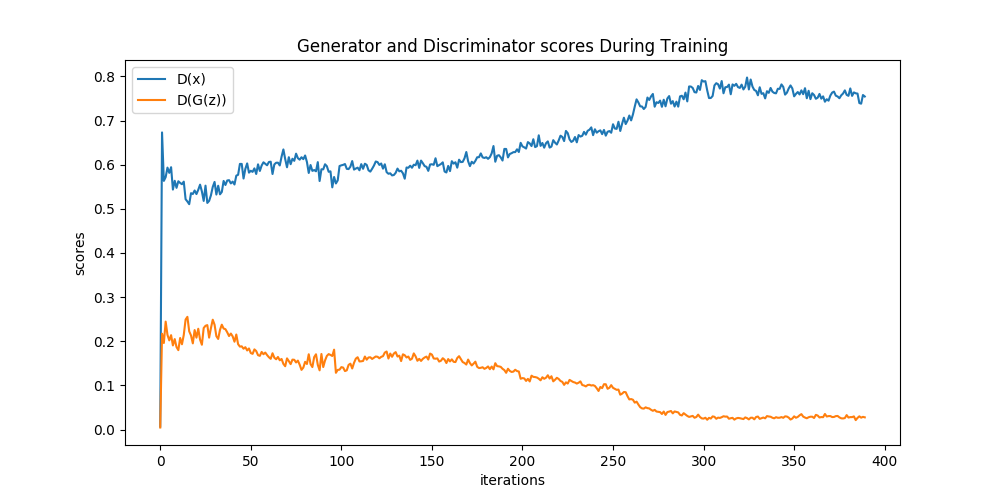 Generator and Discriminator scores During Training
D(x)
D(G(z))
scores
0.8
0.7
0.6
0.5
0.4
0.3
0.2
0.1
0.0
0 50 100 150 200 250 300 350 400
iterations